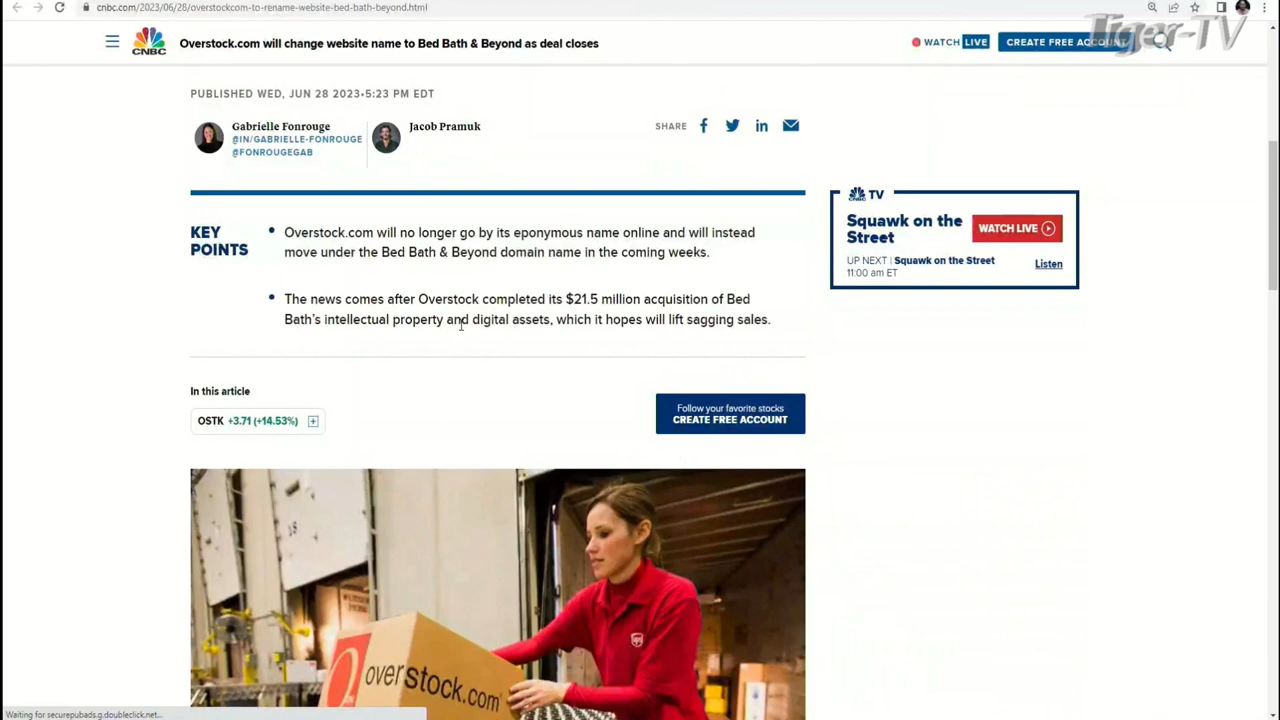 cnbc.com/2023/06/28/overstockcom-to-rename-website-bed-bath-beyond.html
Tiger-TV
CNBC
Overstock.com will change website name to Bed Bath & Beyond as deal closes
WATCH LIVE
CREATE FREE ACCOUNT
PUBLISHED WED, JUN 28 2023•5:23 PM EDT
Gabrielle Fonrouge
@IN/GABRIELLE-FONROUGE
@FONROUGEGAB
Jacob Pramuk
SHARE
KEY
POINTS
• Overstock.com will no longer go by its eponymous name online and will instead
move under the Bed Bath & Beyond domain name in the coming weeks.
• The news comes after Overstock completed its $21.5 million acquisition of Bed
Bath's intellectual property and digital assets, which it hopes will lift sagging sales.
CNBC TV
Squawk on the
Street
WATCH LIVE
UP NEXT | Squawk on the Street
11:00 am ET
Listen
In this article
OSTK +3.71 (+14.53%)
Follow your favorite stocks
CREATE FREE ACCOUNT
overstock.com
ups
Waiting for securepubads.g.doubleclick.net...